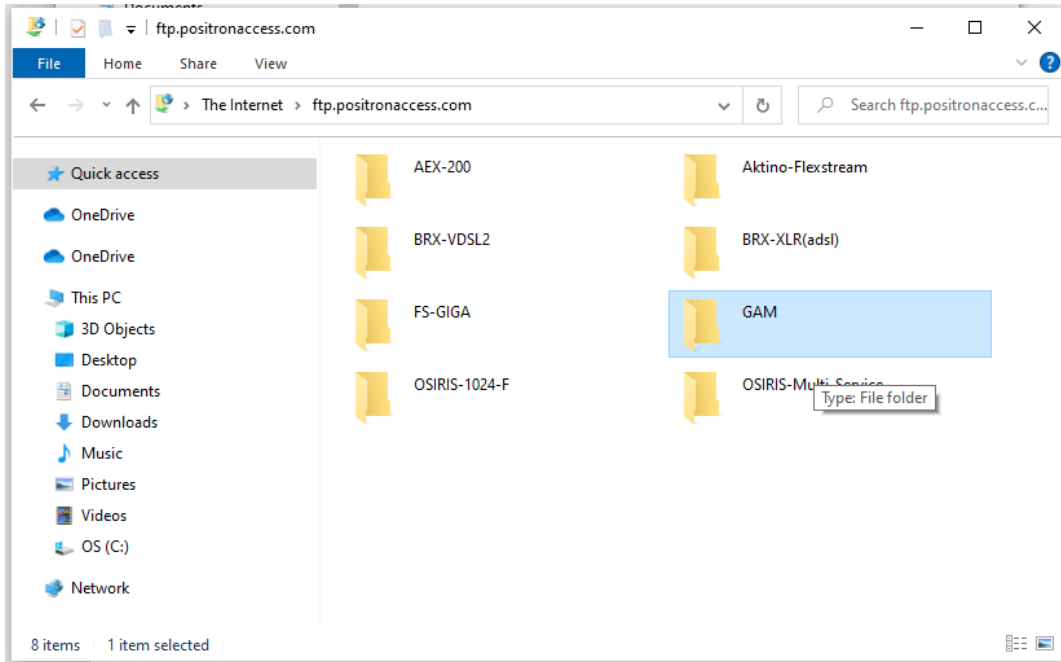 Documents
ftp.positronaccess.com
File Home Share View
The Internet ftp.positronaccess.com
Search ftp.positronaccess.c...
Quick access
OneDrive
OneDrive
This PC
3D Objects
Desktop
Documents
Downloads
Music
Pictures
Videos
OS (C:)
Network
AEX-200 Aktino-Flexstream
BRX-VDSL2 BRX-XLR(adsl)
FS-GIGA GAM
OSIRIS-1024-F OSIRIS-Multi-Service
Type: File folder
8 items 1 item selected